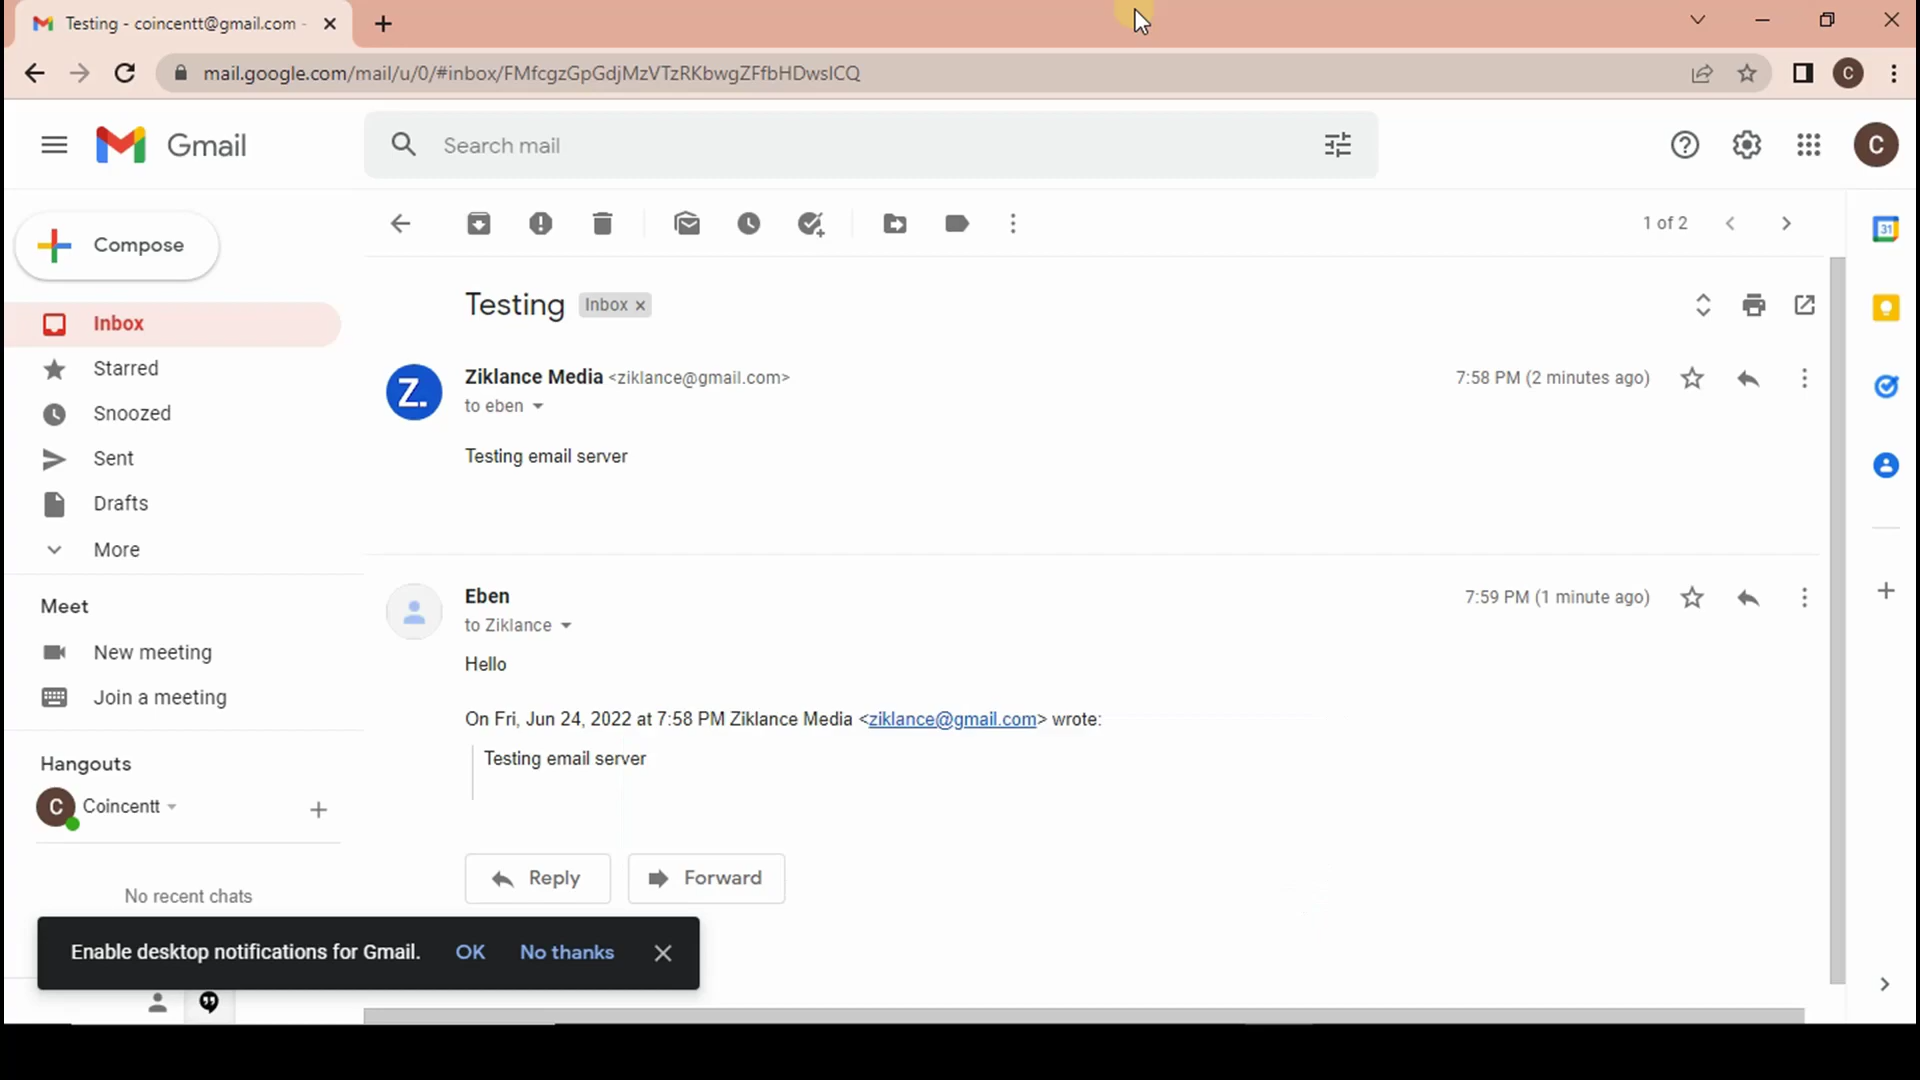 Testing - coincentt@gmail.com -
mail.google.com/mail/u/0/#inbox/FMfcgzGpGdjMzVTzRKbwgZFfbHDwsICQ
C
Gmail
Search mail
C
1 of 2
31
Compose
Testing Inbox ×
Inbox
Starred
Snoozed
Sent
Drafts
More
Z.
Ziklance Media <ziklance@gmail.com>
7:58 PM (2 minutes ago)
to eben
Testing email server
Eben
7:59 PM (1 minute ago)
to Ziklance
Hello
On Fri, Jun 24, 2022 at 7:58 PM Ziklance Media <ziklance@gmail.com> wrote:
Testing email server
Meet
New meeting
Join a meeting
Hangouts
C Coincentt
No recent chats
Reply
Forward
Enable desktop notifications for Gmail. OK No thanks